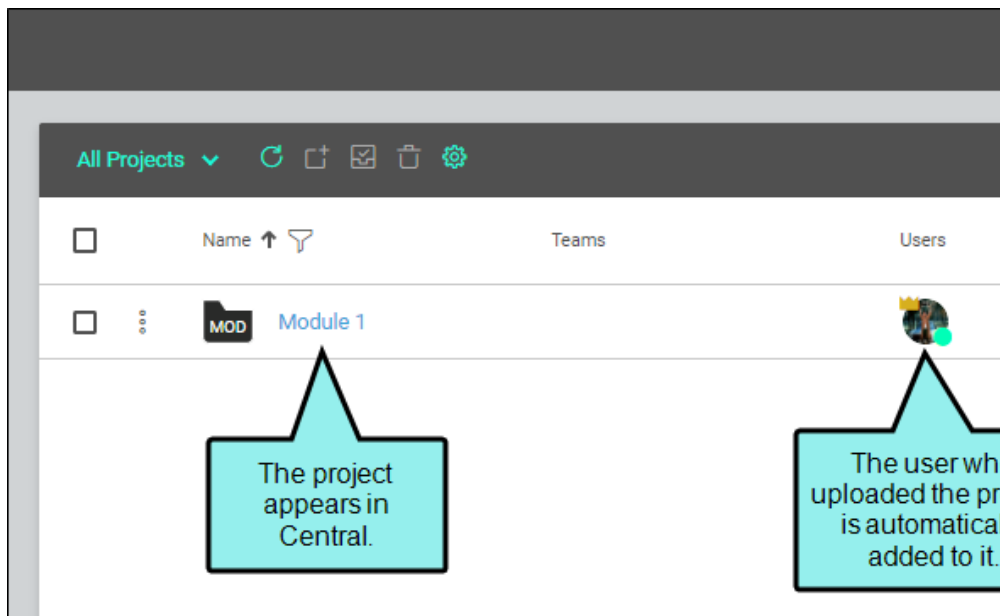 All Projects
Name Teams Users
MOD Module 1
The project
appears in
Central.
The user wh
uploaded the pr
is automatica
added to it.